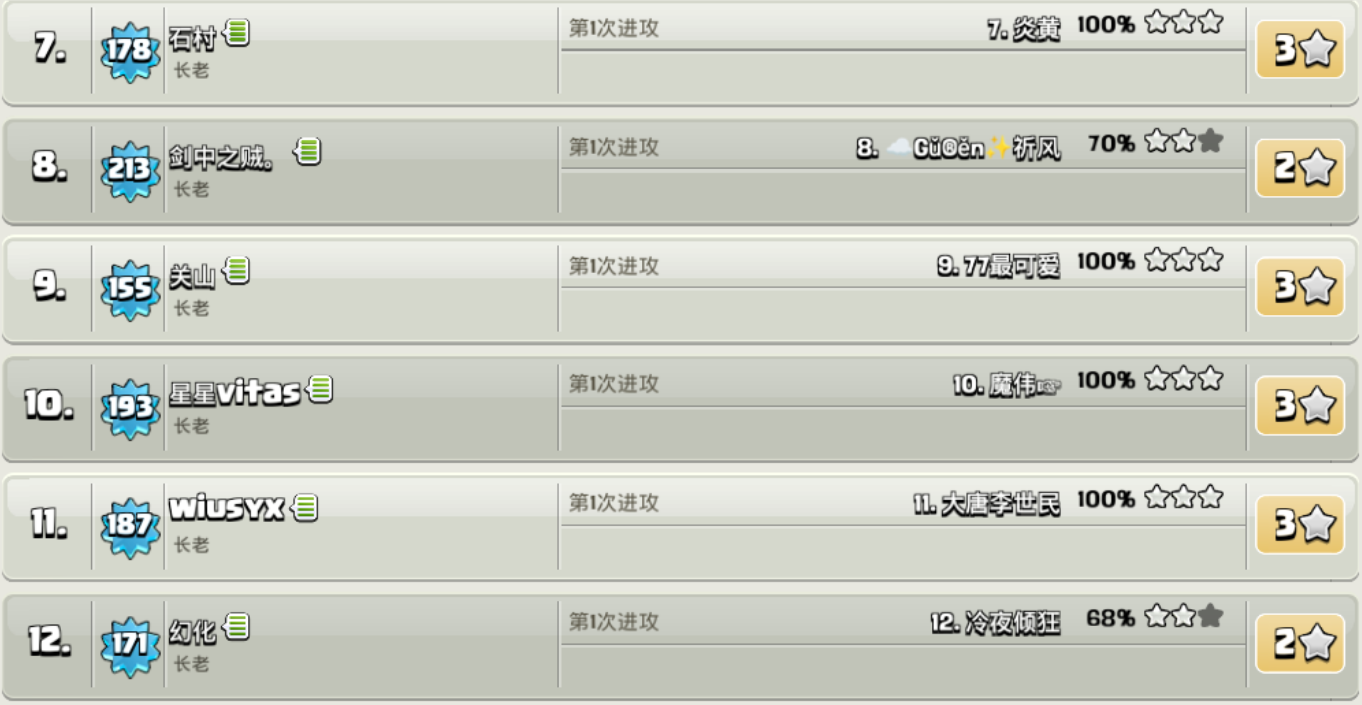 7.
178
石村
长老
第1次进攻
7. 炎黄
100%
3
8.
213
剑中之贼。
长老
第1次进攻
8. ☁️Gǔ®ěn✨祈风
70%
2
9.
155
关山
长老
第1次进攻
9. 77最可爱
100%
3
10.
193
星星vitas
长老
第1次进攻
10. 魔伟
100%
3
11.
187
wiusyx
长老
第1次进攻
11. 大唐李世民
100%
3
12.
171
幻化
长老
第1次进攻
12. 冷夜倾狂
68%
2